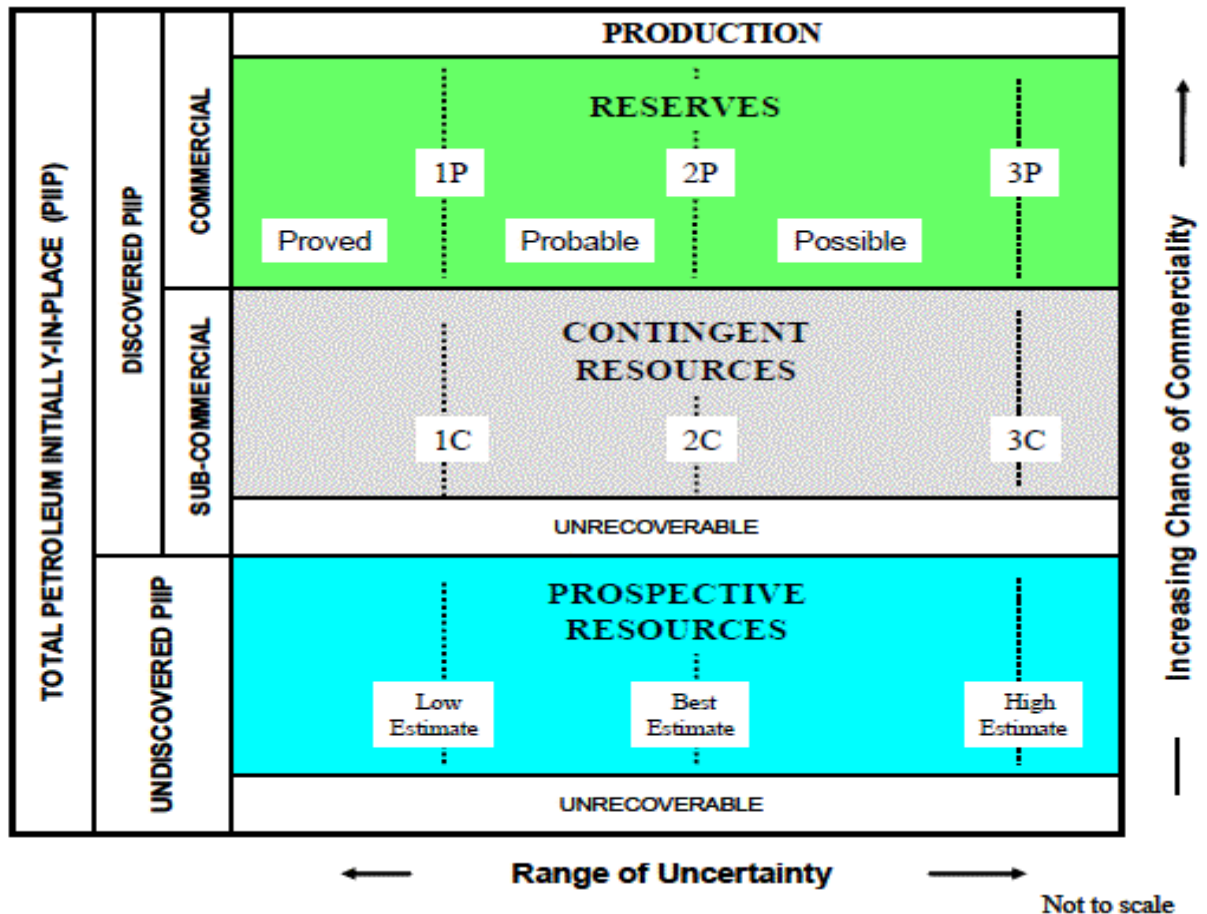 PRODUCTION
TOTAL PETROLEUM INITIALLY-IN-PLACE (PIIP)
DISCOVERED PIIP
COMMERCIAL
RESERVES
1P
2P
3P
Proved
Probable
Possible
SUB-COMMERCIAL
CONTINGENT
RESOURCES
1C
2C
3C
UNRECOVERABLE
UNDISCOVERED PIIP
PROSPECTIVE
RESOURCES
Low
Estimate
Best
Estimate
High
Estimate
UNRECOVERABLE
Increasing Chance of Commerciality
Range of Uncertainty
Not to scale